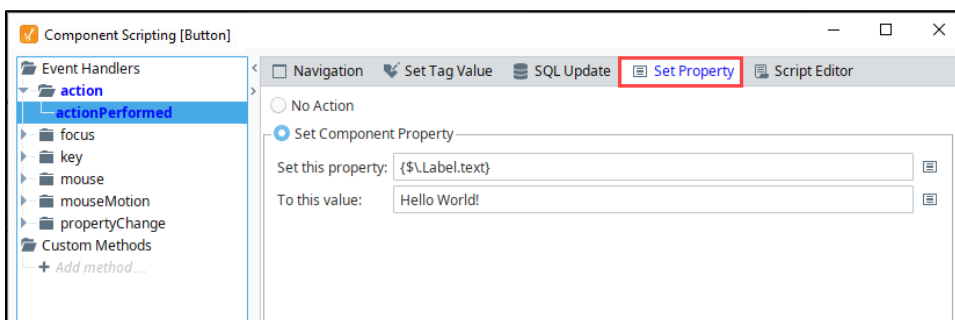 Component Scripting [Button]
Event Handlers
action
actionPerformed
focus
key
mouse
mouseMotion
propertyChange
Custom Methods
Add method...
Navigation Set Tag Value SQL Update Set Property Script Editor
No Action
Set Component Property
Set this property: {$\.Label.text}
To this value: Hello World!